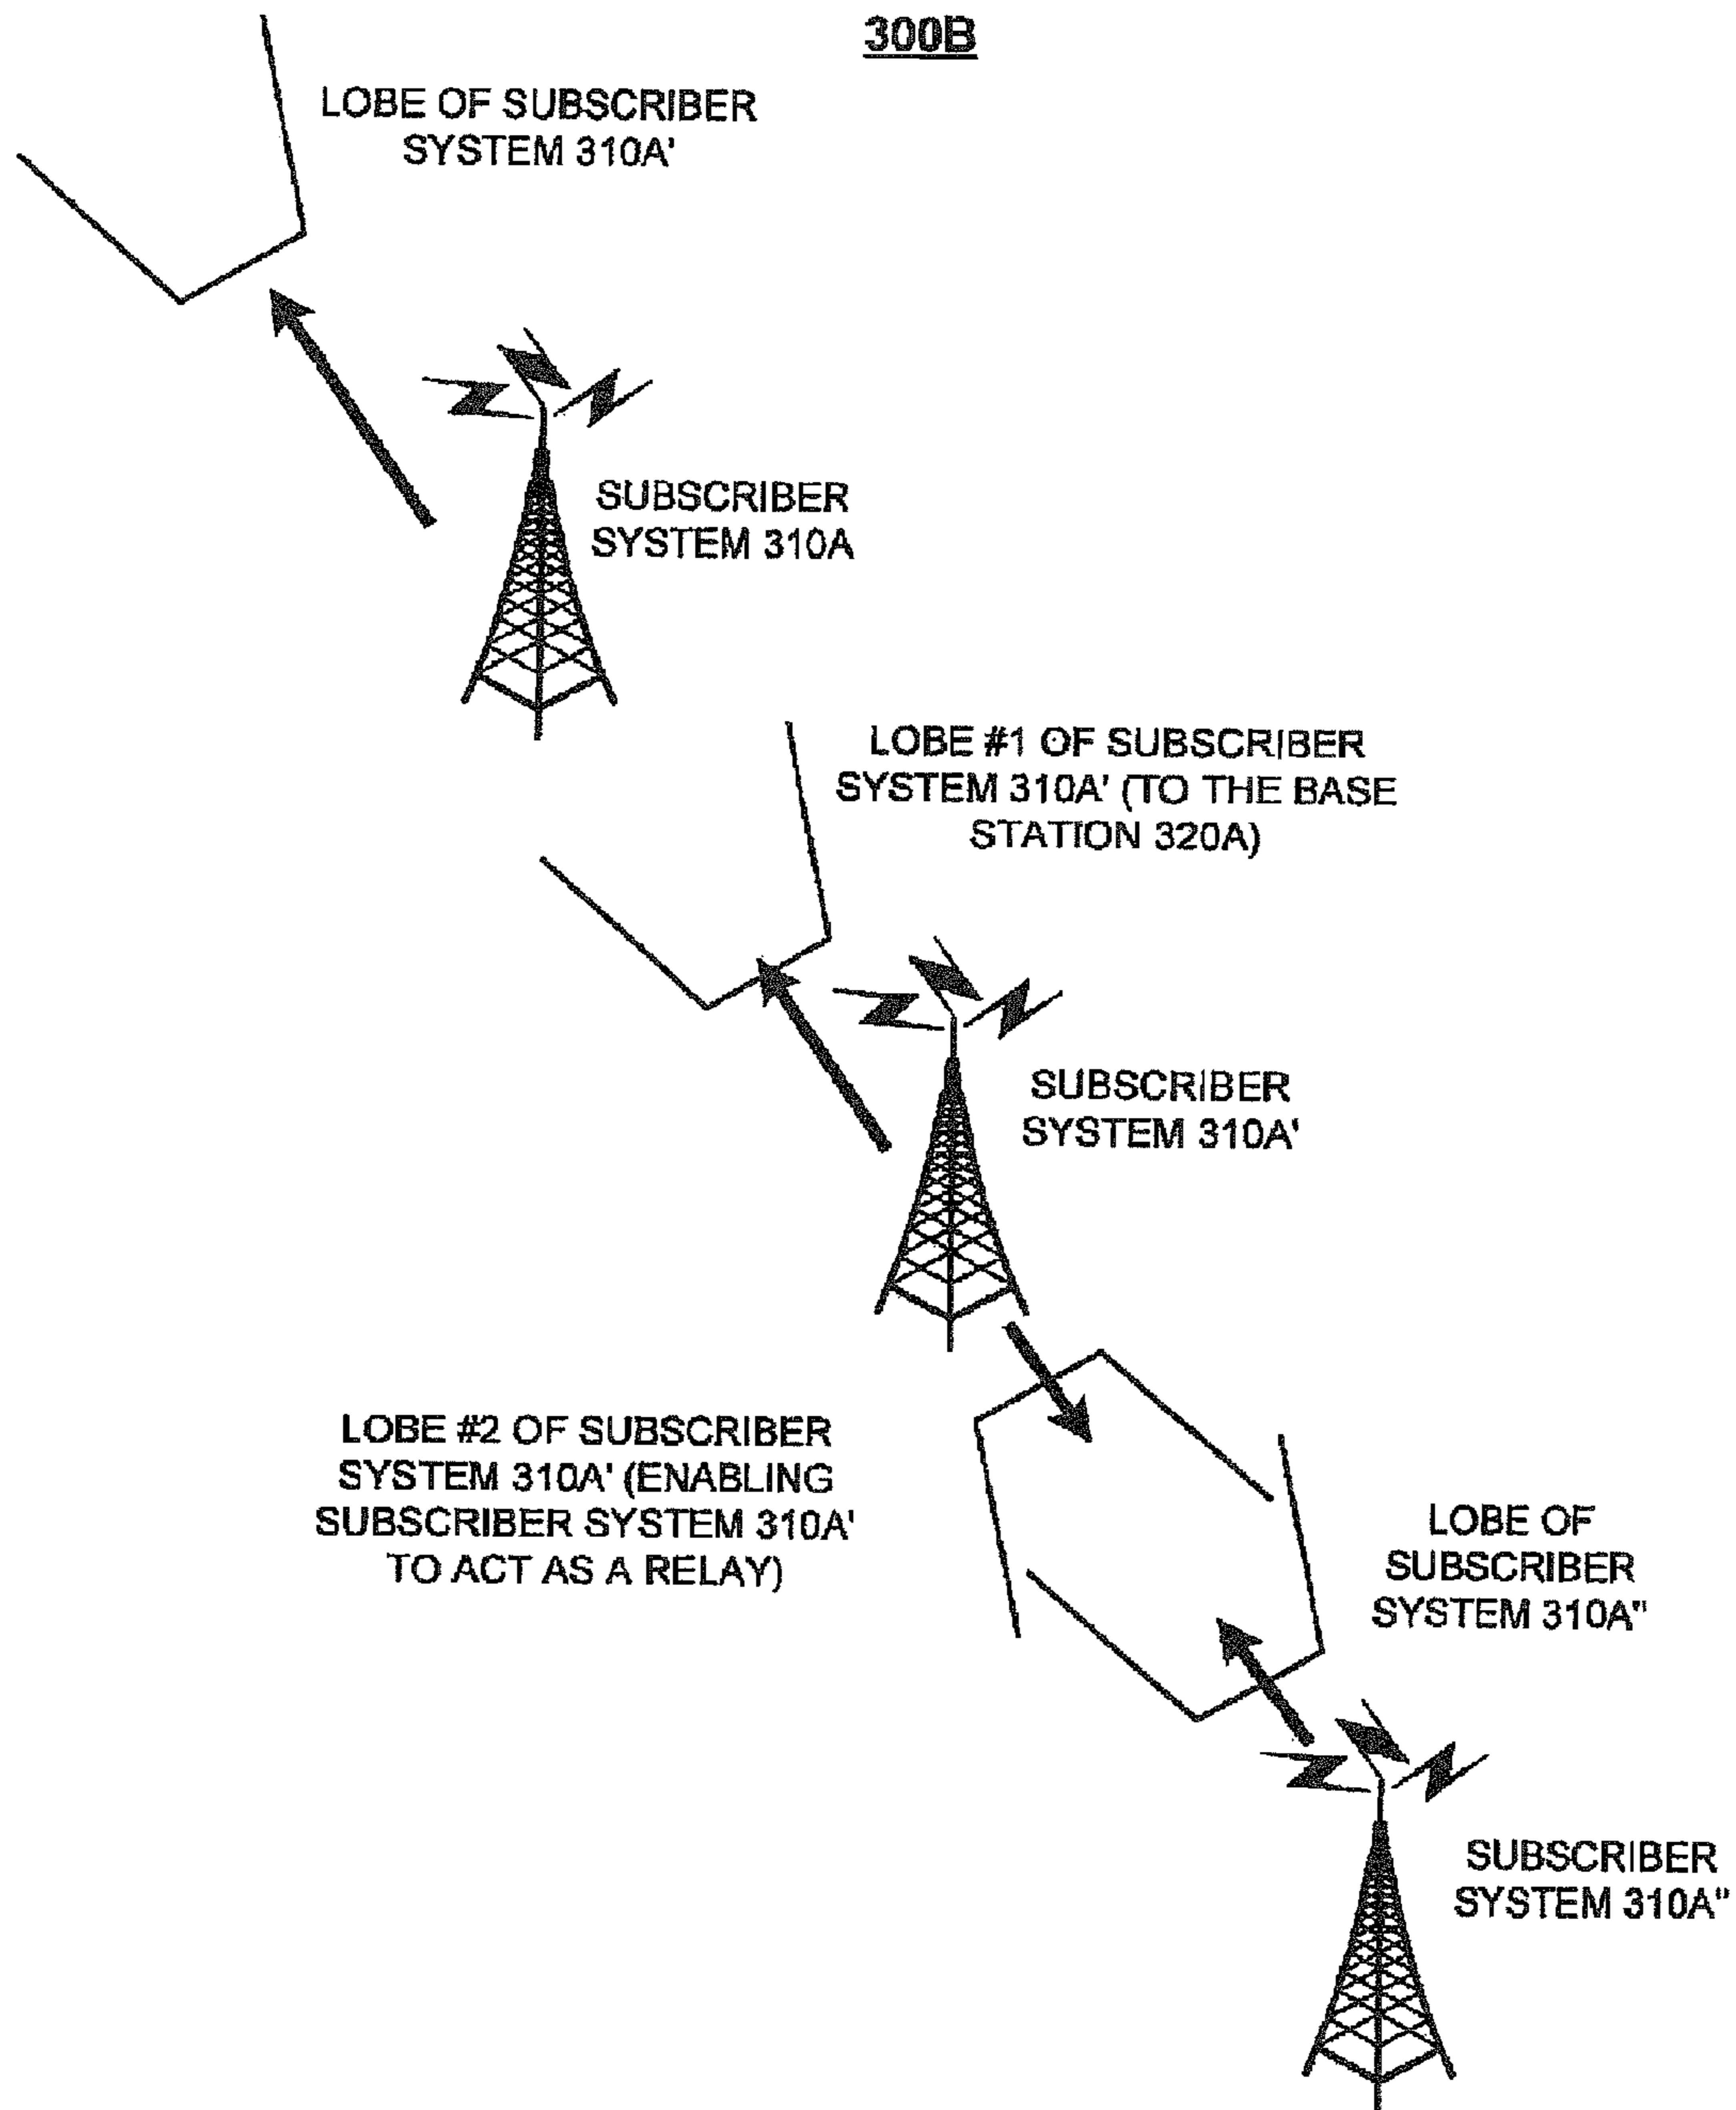 300B
LOBE OF SUBSCRIBER
SYSTEM 310A'
SUBSCRIBER
SYSTEM 310A
LOBE #1 OF SUBSCRIBER
SYSTEM 310A' (TO THE BASE
STATION 320A)
SUBSCRIBER
SYSTEM 310A'
LOBE #2 OF SUBSCRIBER
SYSTEM 310A' (ENABLING
SUBSCRIBER SYSTEM 310A'
TO ACT AS A RELAY)
LOBE OF
SUBSCRIBER
SYSTEM 310A"
SUBSCRIBER
SYSTEM 310A"